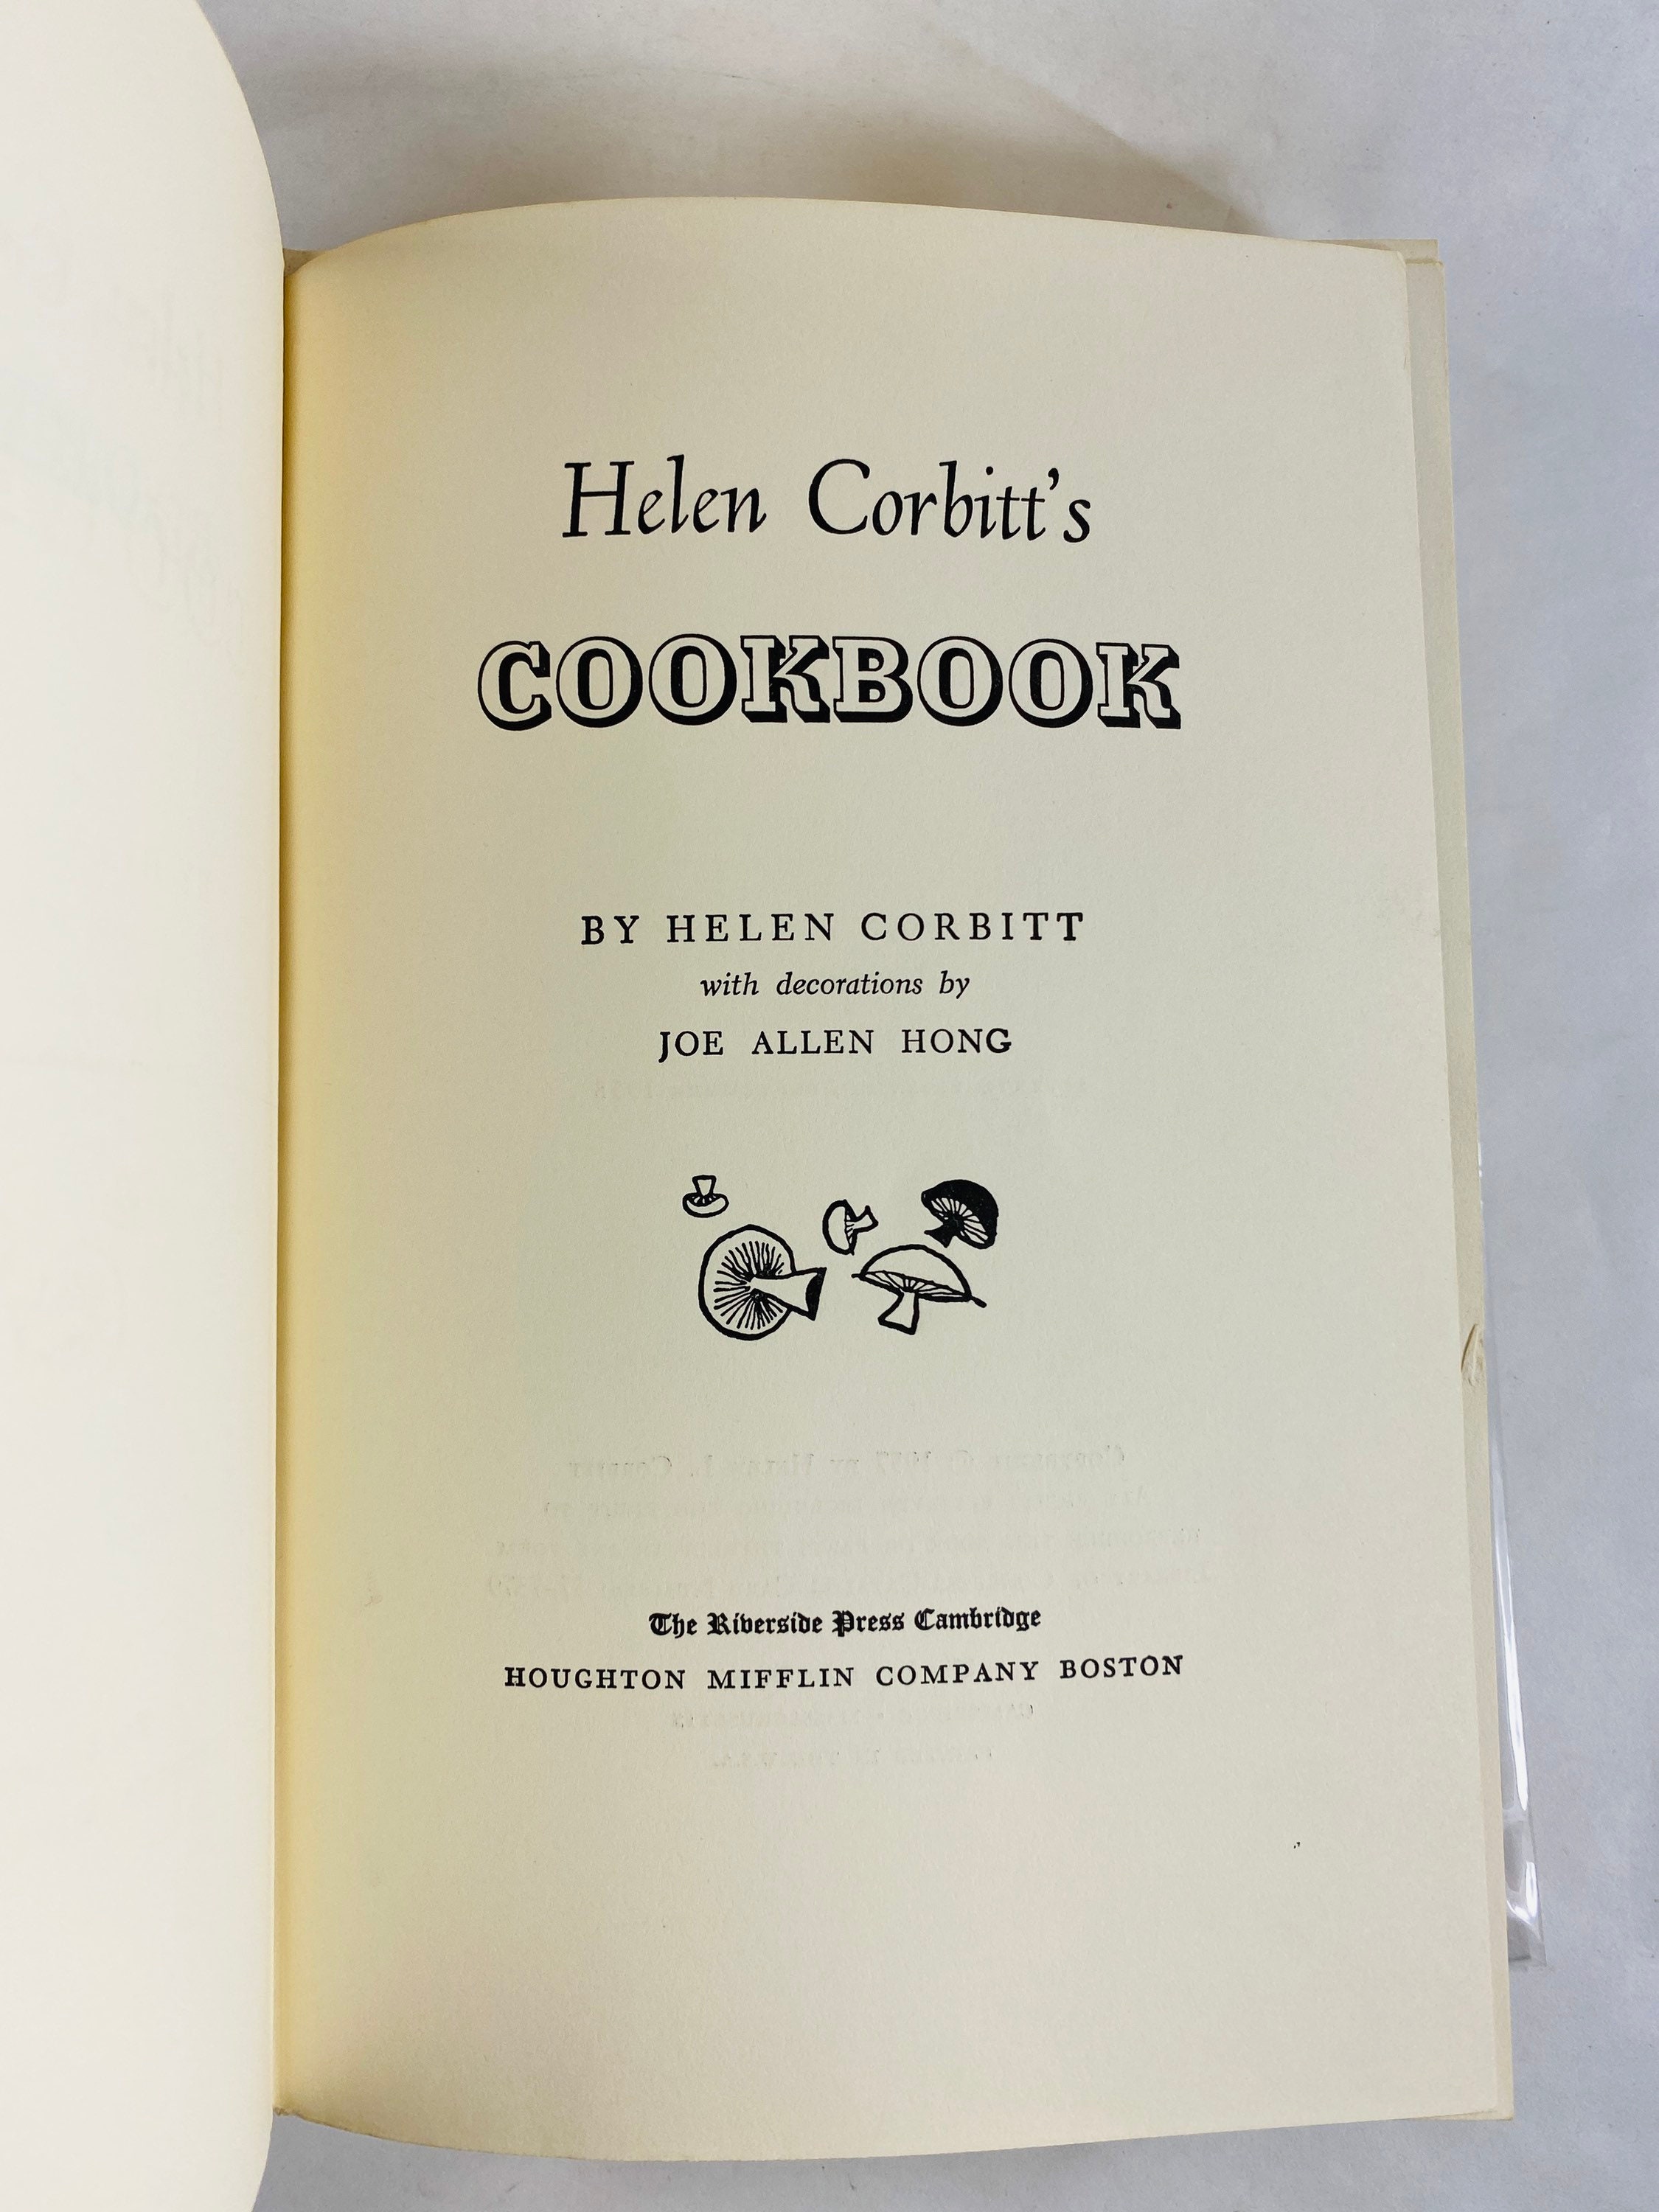 Helen Corbitt's
COOKBOOK
BY HELEN CORBITT
with decorations by
JOE ALLEN HONG
The Riverside Press Cambridge
HOUGHTON MIFFLIN COMPANY BOSTON